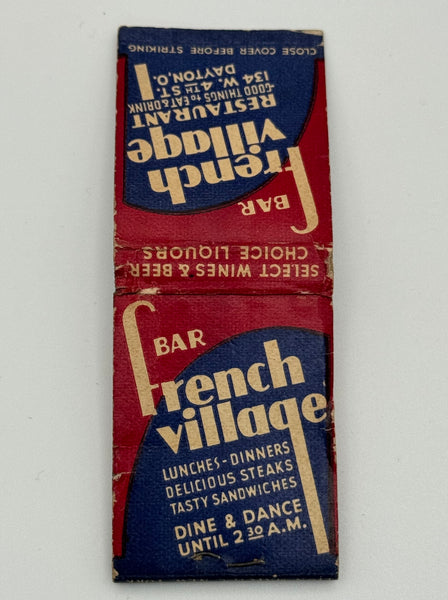 CLOSE COVER BEFORE STRIKING
BAR
french
village
RESTAURANT
-GOOD THINGS to EAT & DRINK
134 W. 4TH ST.
DAYTON, O.
SELECT WINES & BEER
CHOICE LIQUORS
BAR
french
village
LUNCHES - DINNERS
DELICIOUS STEAKS
TASTY SANDWICHES
DINE & DANCE
UNTIL 2 30 A.M.